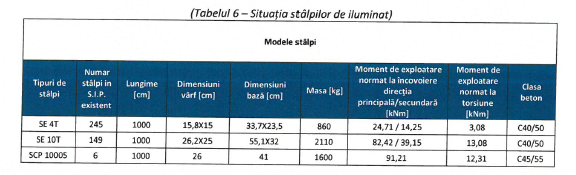 (Tabelul 6 – Situația stâlpilor de iluminat)
Modele stâlpi
Tipuri de stâlpi | Numar stâlpi in S.I.P. existent | Lungime [cm] | Dimensiuni vârf [cm] | Dimensiuni bază [cm] | Masa [kg] | Moment de exploatare normat la încovoiere direcția principală/secundară [kNm] | Moment de exploatare normat la torsiune [kNm] | Clasa beton
SE 4T | 245 | 1000 | 15,8X15 | 33,7X23,5 | 860 | 24,71 / 14,25 | 3,08 | C40/50
SE 10T | 149 | 1000 | 26,2X25 | 55,1X32 | 2110 | 82,42 / 39,15 | 13,08 | C40/50
SCP 10005 | 6 | 1000 | 26 | 41 | 1600 | 91,21 | 12,31 | C45/55